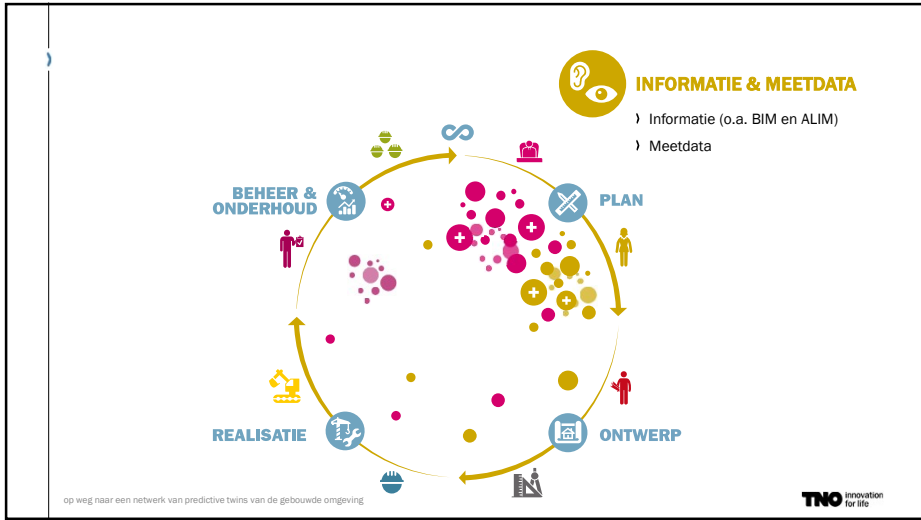 INFORMATIE & MEETDATA
› Informatie (o.a. BIM en ALIM)
› Meetdata
BEHEER &
ONDERHOUD
PLAN
REALISATIE
ONTWERP
op weg naar een netwerk van predictive twins van de gebouwde omgeving
TNO innovation
for life